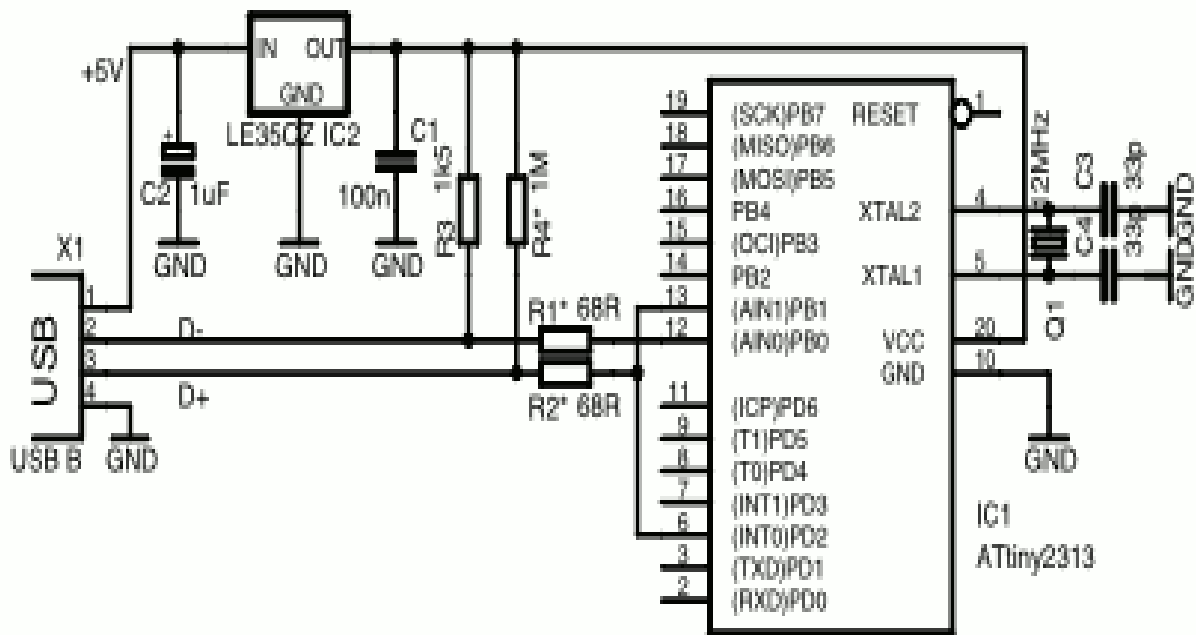 +5V
IN OUT
GND
LE35CZ IC2
C2 1uF
GND
GND
C1
100n
GND
R3 1k5
R4* 1M
X1
USB
USB B
1
2
3
4
D-
D+
GND
R1* 68R
R2* 68R
19 (SCK)PB7
18 (MISO)PB6
17 (MOSI)PB5
16 PB4
15 (OCI)PB3
14 PB2
13 (AIN1)PB1
12 (AIN0)PB0
11 (ICP)PD6
9 (T1)PD5
8 (T0)PD4
7 (INT1)PD3
6 (INT0)PD2
3 (TXD)PD1
2 (RXD)PD0
RESET 1
XTAL2 4
XTAL1 5
VCC 20
GND 10
Q1
C3 33p
C4 33p
GND
GND
GND
IC1
ATtiny2313